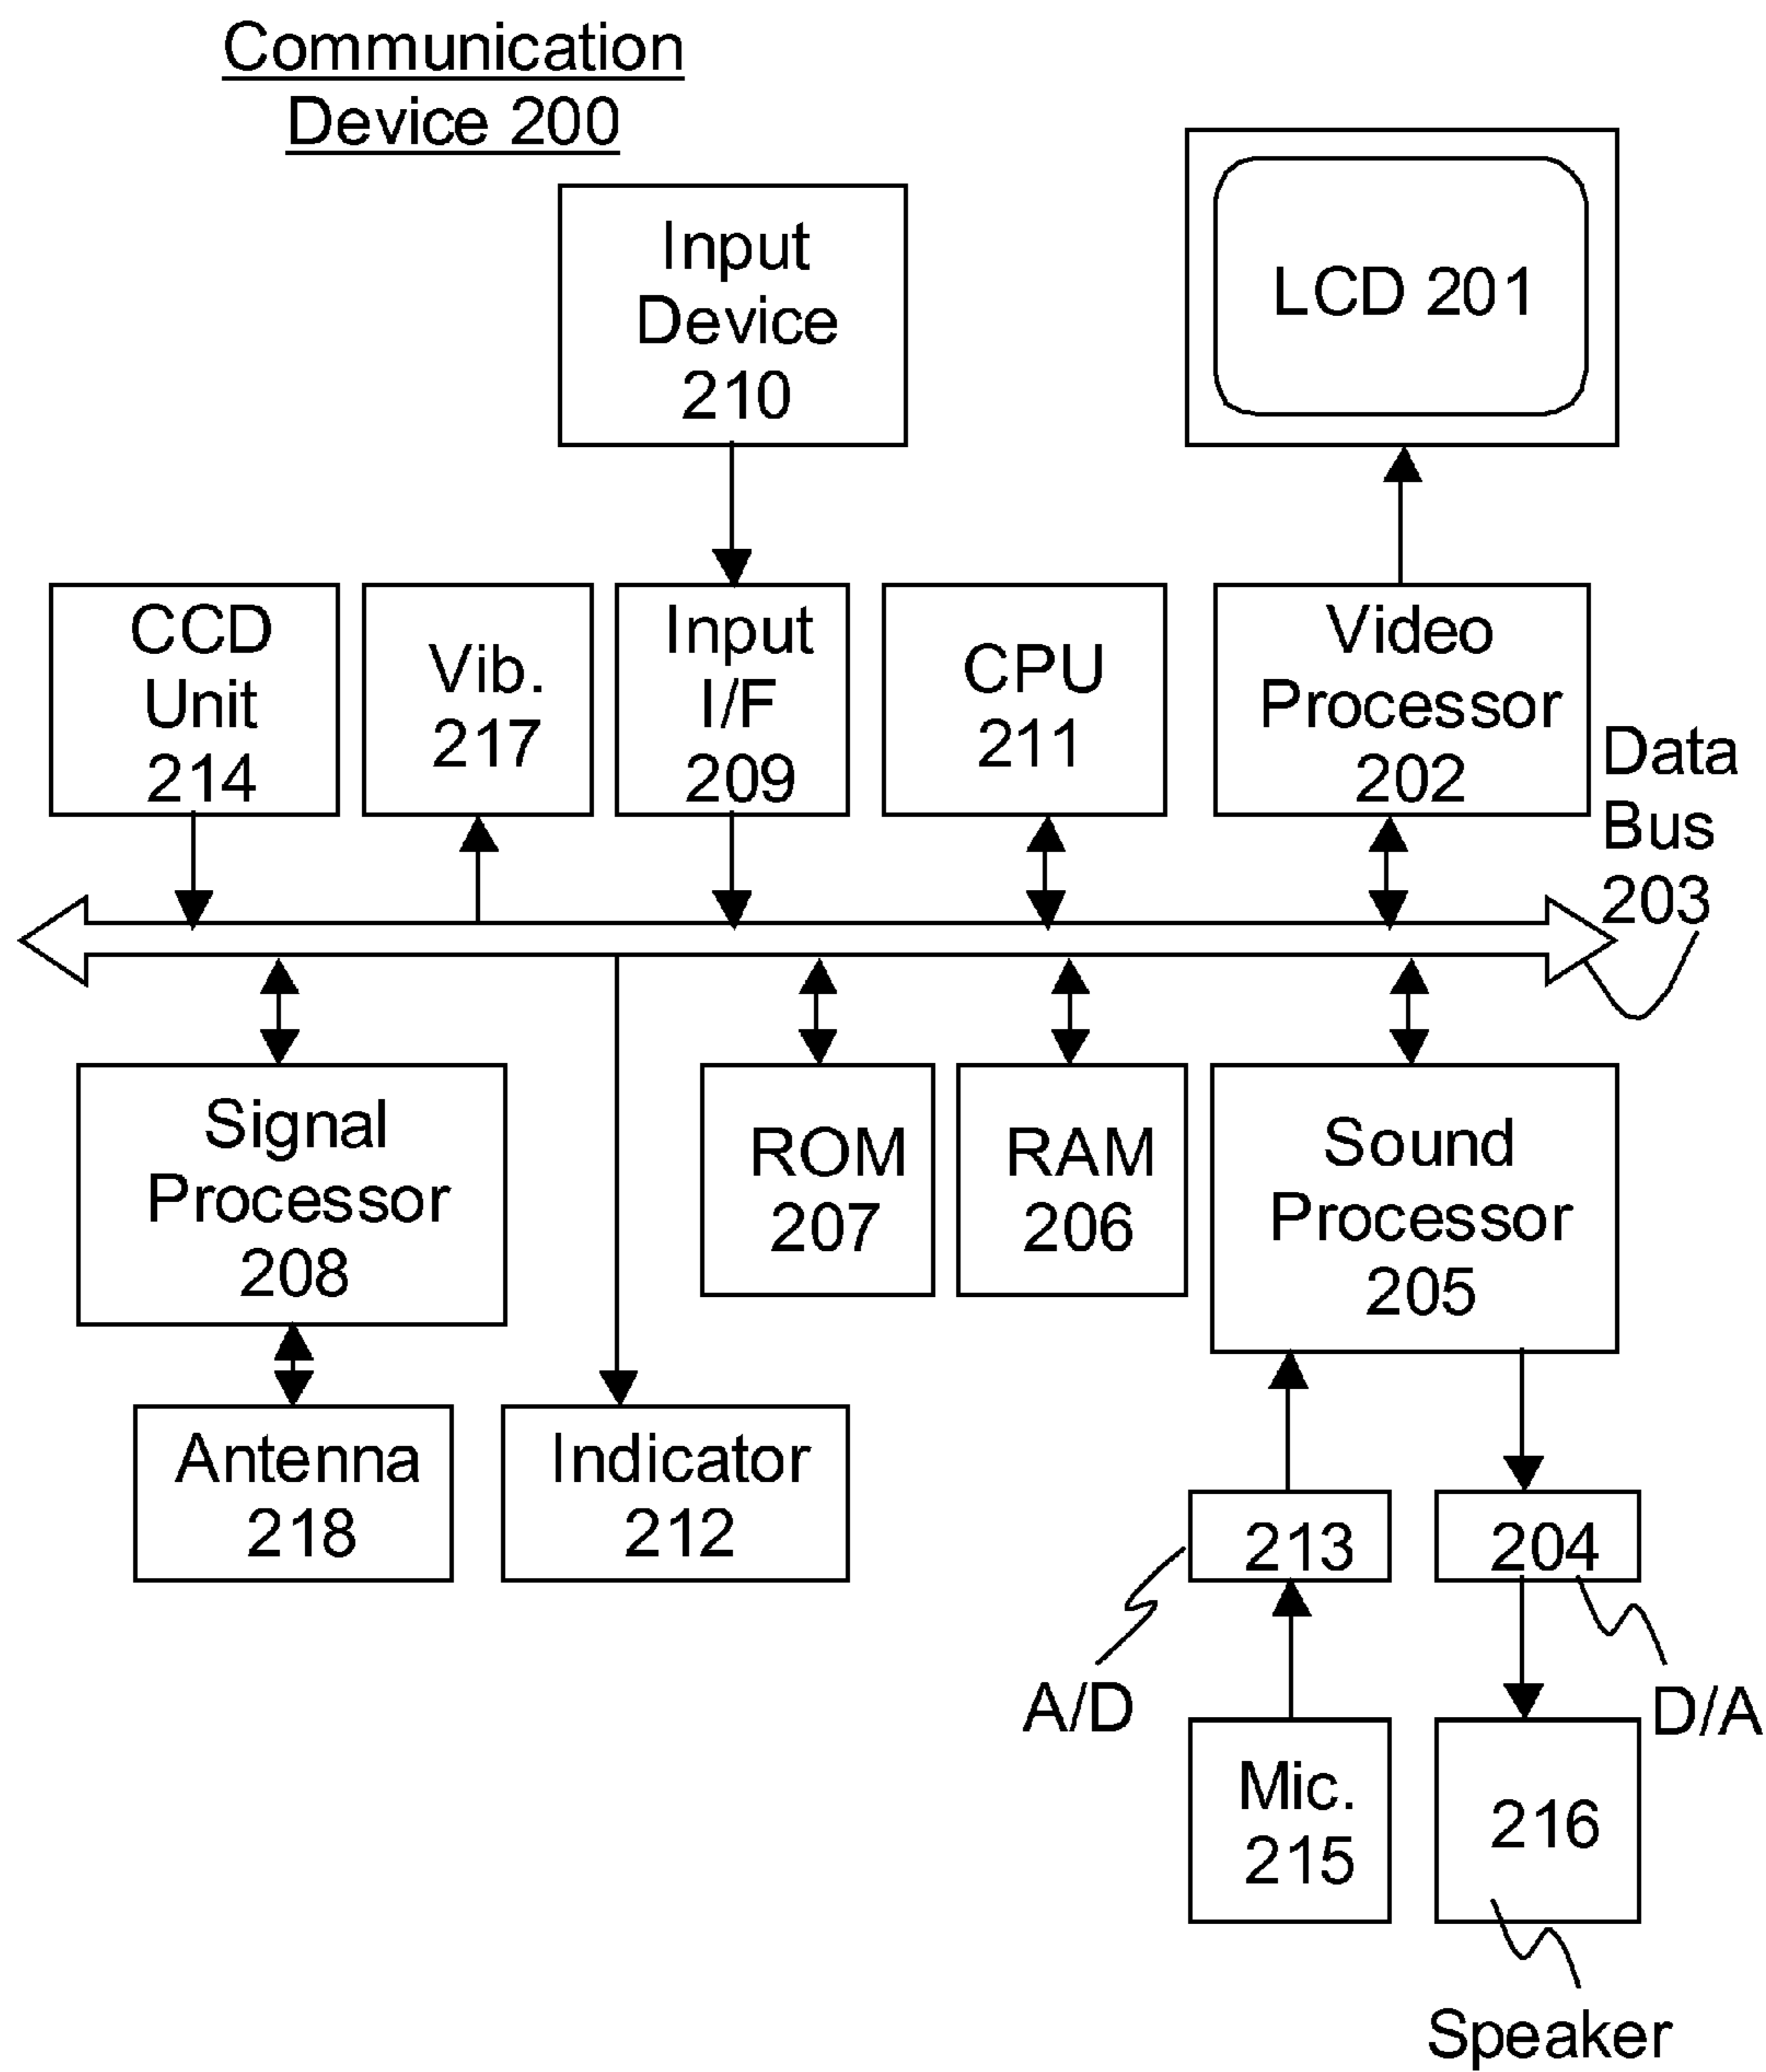 Communication
Device 200
Input
Device
210
LCD 201
CCD
Unit
214
Vib.
217
Input
I/F
209
CPU
211
Video
Processor
202
Data
Bus
203
Signal
Processor
208
ROM
207
RAM
206
Sound
Processor
205
Antenna
218
Indicator
212
213
204
A/D
D/A
Mic.
215
216
Speaker